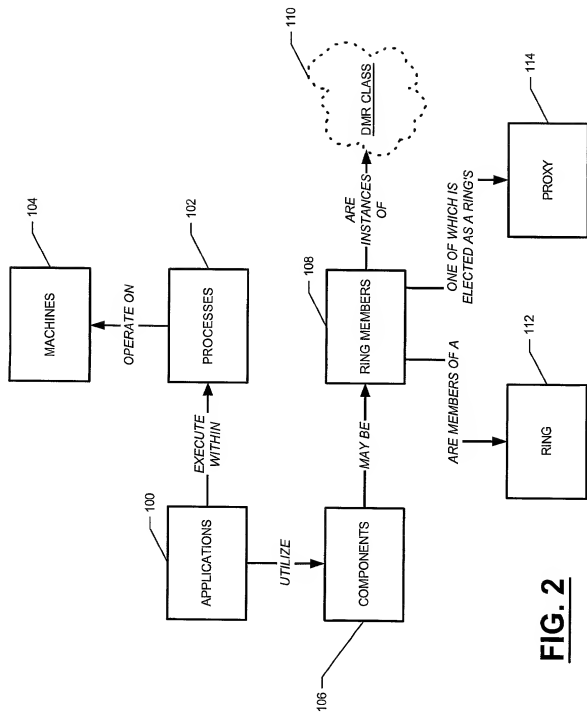 104
MACHINES
OPERATE ON
102
PROCESSES
EXECUTE
WITHIN
100
APPLICATIONS
UTILIZE
106
COMPONENTS
MAY BE
108
RING MEMBERS
ARE
INSTANCES
OF
110
DMR CLASS
ARE MEMBERS OF A
112
RING
ONE OF WHICH IS
ELECTED AS A RING'S
114
PROXY
FIG. 2